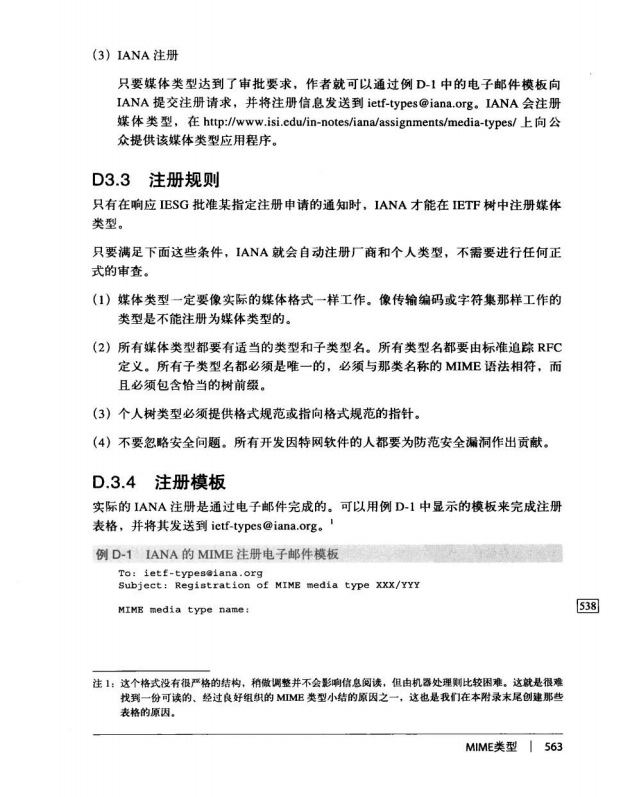 （3）IANA 注册
只要媒体类型达到了审批要求，作者就可以通过例 D-1 中的电子邮件模板向
IANA 提交注册请求，并将注册信息发送到 ietf-types@iana.org。IANA 会注册
媒体类型，在 http://www.isi.edu/in-notes/iana/assignments/media-types/ 上向公
众提供该媒体类型应用程序。
D3.3 注册规则
只有在响应 IESG 批准某指定注册申请的通知时，IANA 才能在 IETF 树中注册媒体
类型。
只要满足下面这些条件，IANA 就会自动注册厂商和个人类型，不需要进行任何正
式的审查。
（1）媒体类型一定要像实际的媒体格式一样工作。像传输编码或字符集那样工作的
类型是不能注册为媒体类型的。
（2）所有媒体类型都要有适当的类型和子类型名。所有类型名都要由标准追踪 RFC
定义。所有子类型名都必须是唯一的，必须与那类名称的 MIME 语法相符，而
且必须包含恰当的树前缀。
（3）个人树类型必须提供格式规范或指向格式规范的指针。
（4）不要忽略安全问题。所有开发因特网软件的人都要为防范安全漏洞作出贡献。
D.3.4 注册模板
实际的 IANA 注册是通过电子邮件完成的。可以用例 D-1 中显示的模板来完成注册
表格，并将其发送到 ietf-types@iana.org。1
例 D-1 IANA 的 MIME 注册电子邮件模板
To: ietf-types@iana.org
Subject: Registration of MIME media type XXX/YYY
MIME media type name:
538
注 1：这个格式没有很严格的结构，稍做调整并不会影响信息阅读，但由机器处理则比较困难。这就是很难
找到一份可读的、经过良好组织的 MIME 类型小结的原因之一，这也是我们在本附录末尾创建那些
表格的原因。
MIME类型 | 563